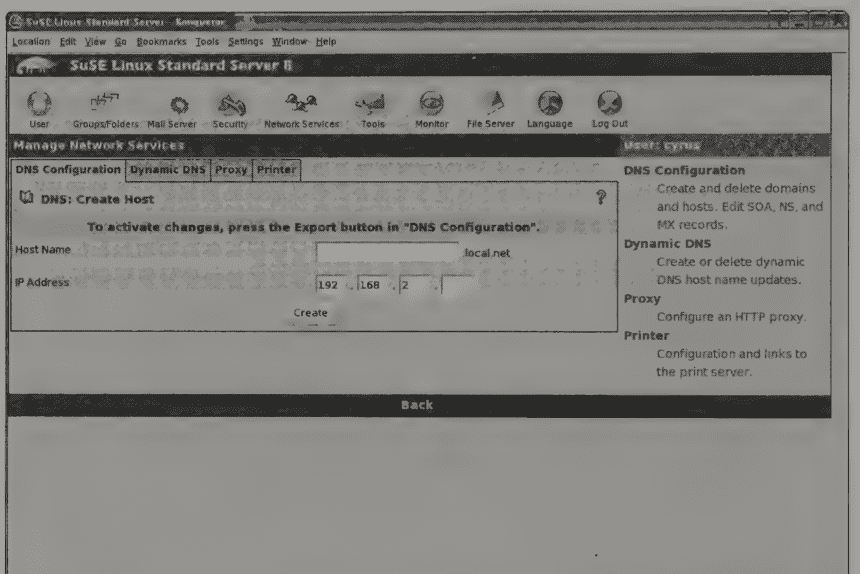 SuSE Linux Standard Server - Konqueror
Location Edit View Go Bookmarks Tools Settings Window Help
SuSE Linux Standard Server 8
User Groups/Folders Mail Server Security Network Services Tools Monitor File Server Language Log Out
Manage Network Services
User: cyrus
DNS Configuration Dynamic DNS Proxy Printer
DNS: Create Host ?
To activate changes, press the Export button in "DNS Configuration".
Host Name .local.net
IP Address 192 . 168 . 2 .
Create
DNS Configuration
Create and delete domains
and hosts. Edit SOA, NS, and
MX records.
Dynamic DNS
Create or delete dynamic
DNS host name updates.
Proxy
Configure an HTTP proxy.
Printer
Configuration and links to
the print server.
Back